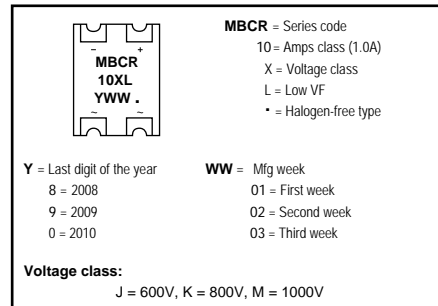 − +
MBCR
10XL
YWW ▪
~ ~
MBCR = Series code
10 = Amps class (1.0A)
X = Voltage class
L = Low VF
▪ = Halogen-free type
Y = Last digit of the year
8 = 2008
9 = 2009
0 = 2010
WW = Mfg week
01 = First week
02 = Second week
03 = Third week
Voltage class:
J = 600V, K = 800V, M = 1000V